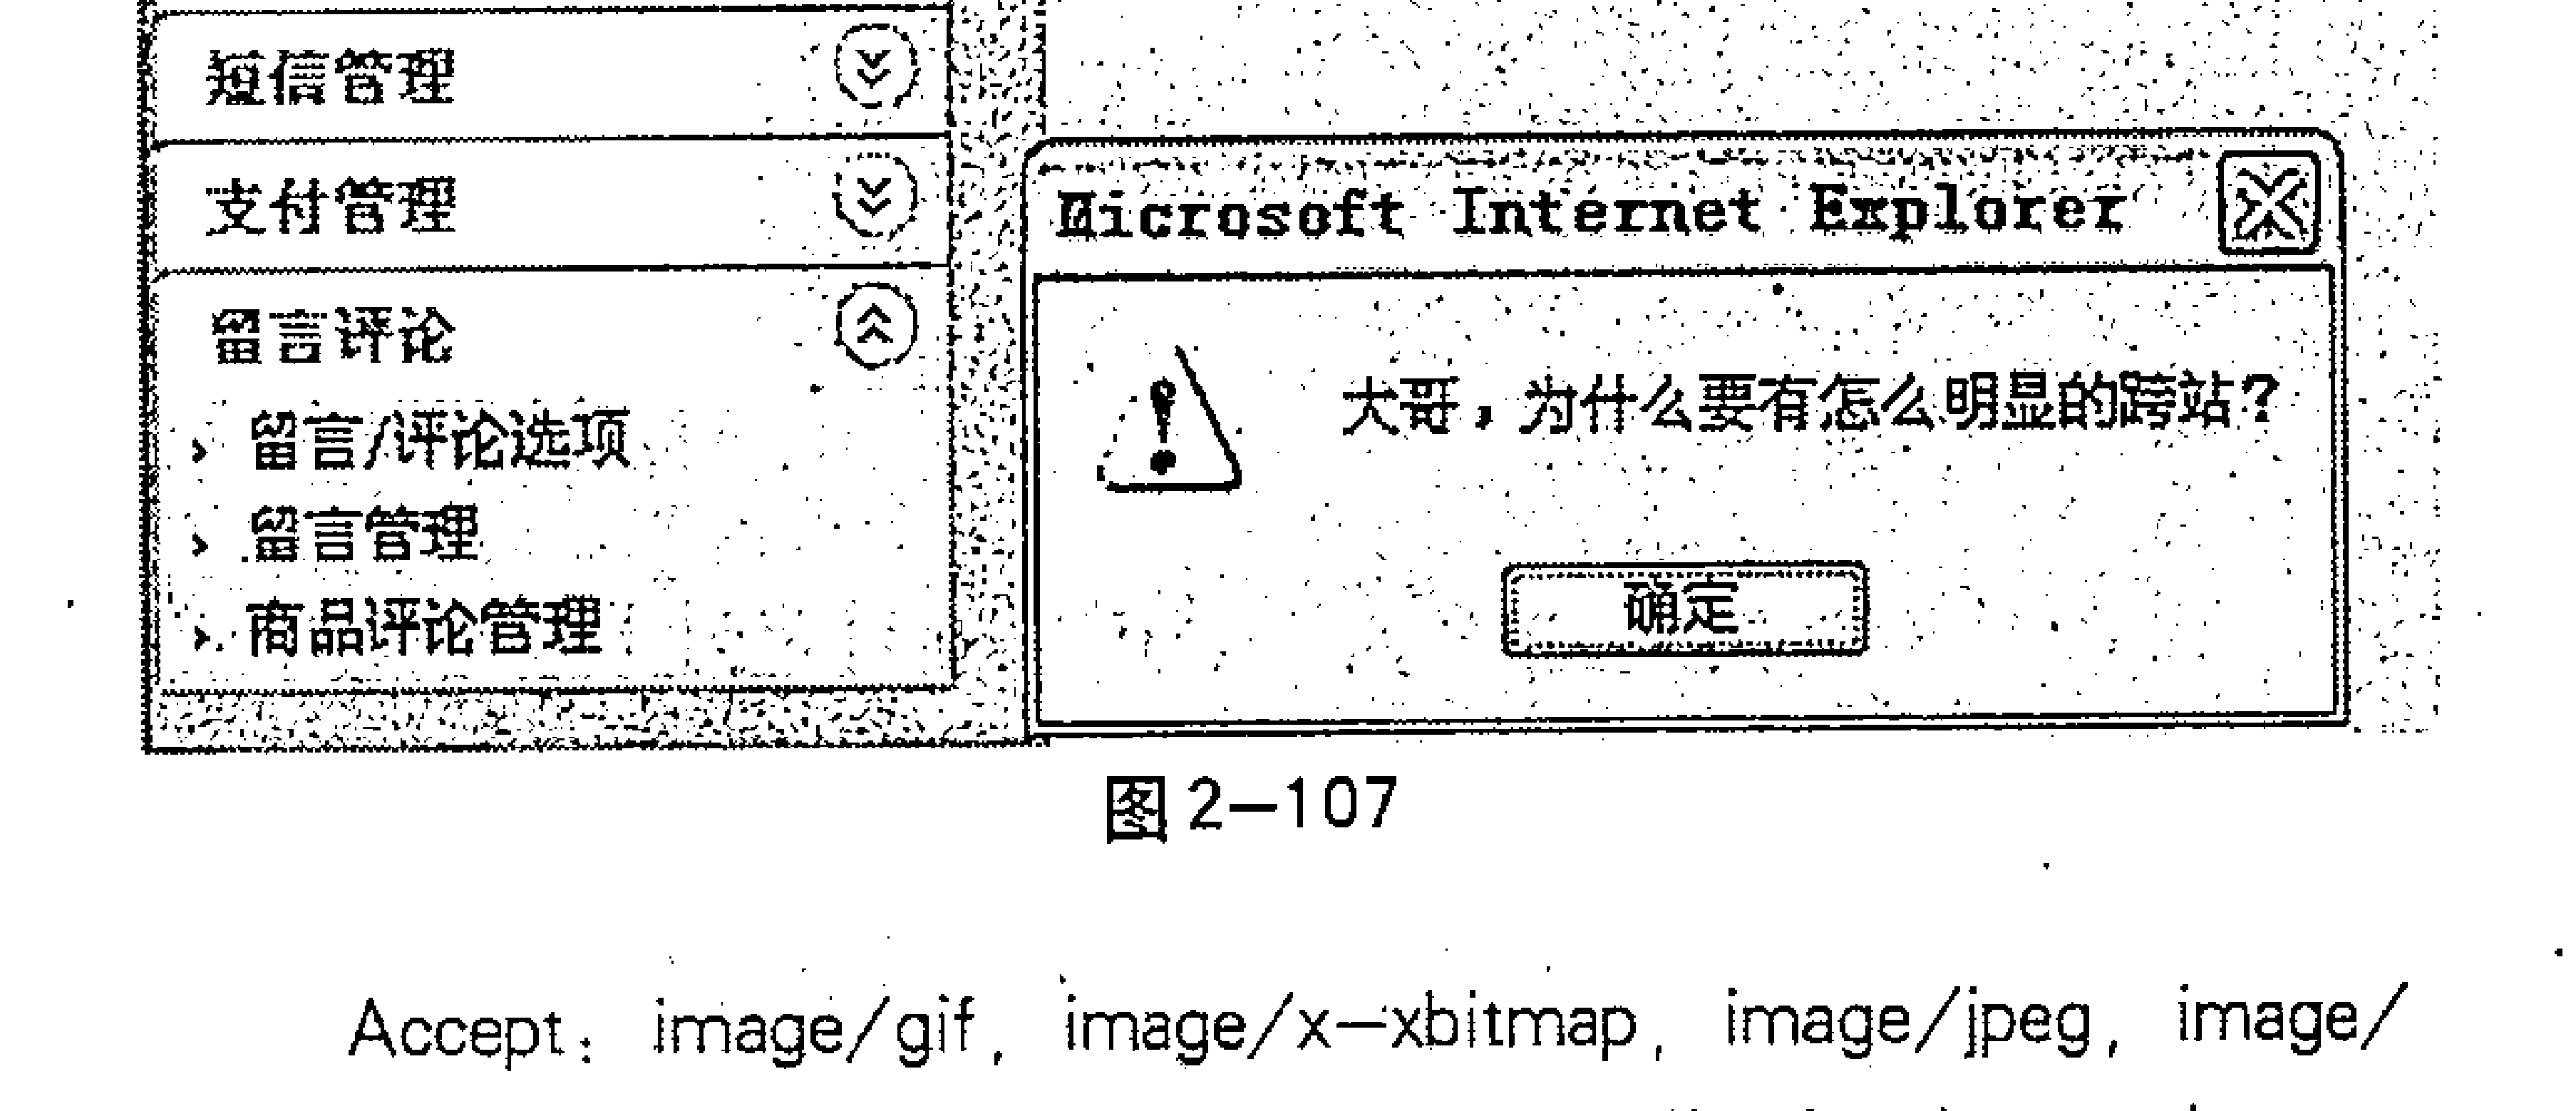 短信管理
支付管理
留言评论
留言/评论选项
留言管理
商品评论管理
Microsoft Internet Explorer
大哥，为什么要有怎么明显的跨站？
确定
图2-107
Accept: image/gif, image/x-xbitmap, image/jpeg, image/